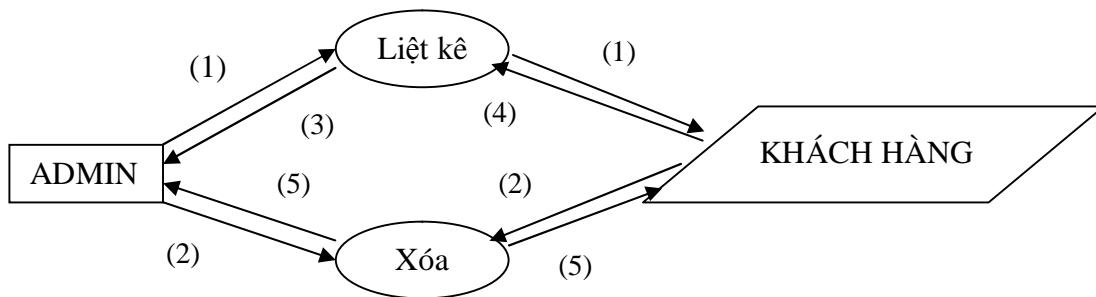 Liệt kê
(1)
(1)
(3)
(4)
ADMIN
KHÁCH HÀNG
(5)
(2)
(2)
Xóa
(5)